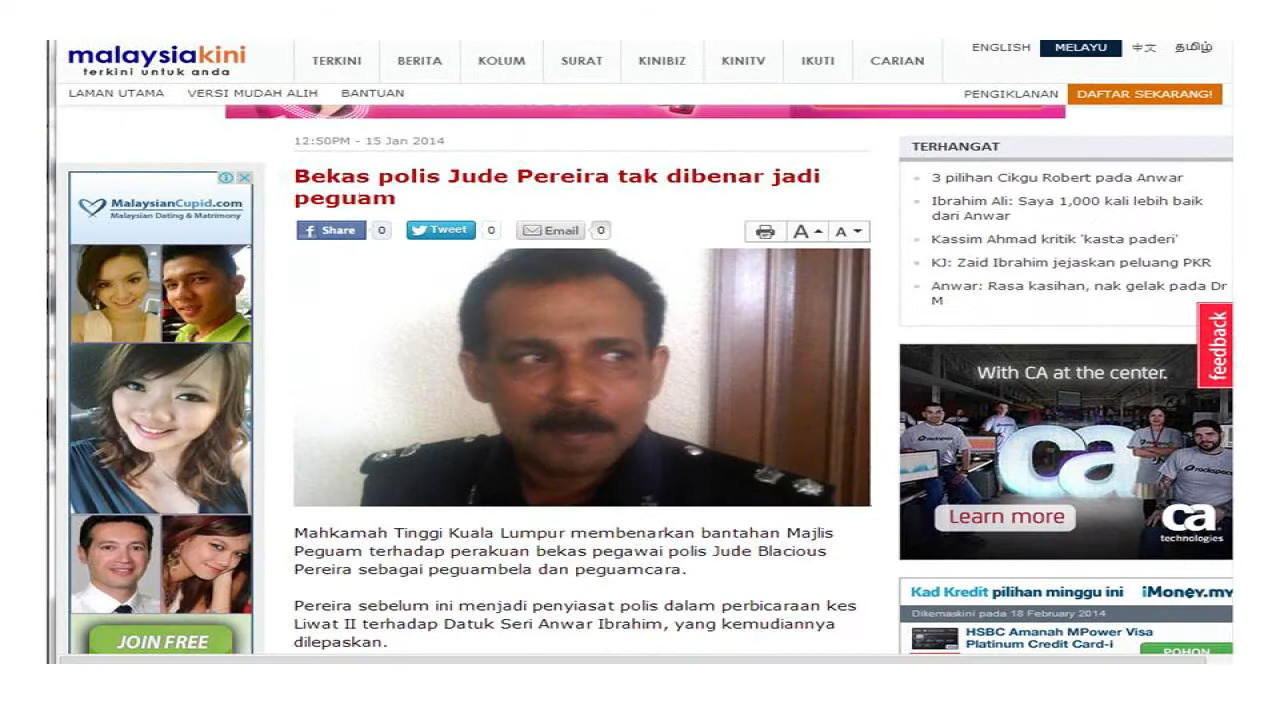 malaysiakini
terkini untuk anda
TERKINI
BERITA
KOLUM
SURAT
KINIBIZ
KINITV
IKUTI
CARIAN
ENGLISH
MELAYU
中文
தமிழ்
LAMAN UTAMA
VERSI MUDAH ALIH
BANTUAN
PENGIKLANAN
DAFTAR SEKARANG!
12:50PM - 15 Jan 2014
Bekas polis Jude Pereira tak dibenar jadi
peguam
Share
0
Tweet
0
Email
0
A
A
Mahkamah Tinggi Kuala Lumpur membenarkan bantahan Majlis
Peguam terhadap perakuan bekas pegawai polis Jude Blacious
Pereira sebagai peguambela dan peguamcara.
Pereira sebelum ini menjadi penyiasat polis dalam perbicaraan kes
Liwat II terhadap Datuk Seri Anwar Ibrahim, yang kemudiannya
dilepaskan.
MalaysianCupid.com
Malaysian Dating & Matrimony
JOIN FREE
TERHANGAT
3 pilihan Cikgu Robert pada Anwar
Ibrahim Ali: Saya 1,000 kali lebih baik
dari Anwar
Kassim Ahmad kritik 'kasta paderi'
KJ: Zaid Ibrahim jejaskan peluang PKR
Anwar: Rasa kasihan, nak gelak pada Dr
M
feedback
With CA at the center.
ca
rackspace
rackspace
Learn more
ca
technologies
Kad Kredit pilihan minggu ini
iMoney.my
Dikemaskini pada 18 February 2014
HSBC Amanah MPower Visa
Platinum Credit Card-i
POHON